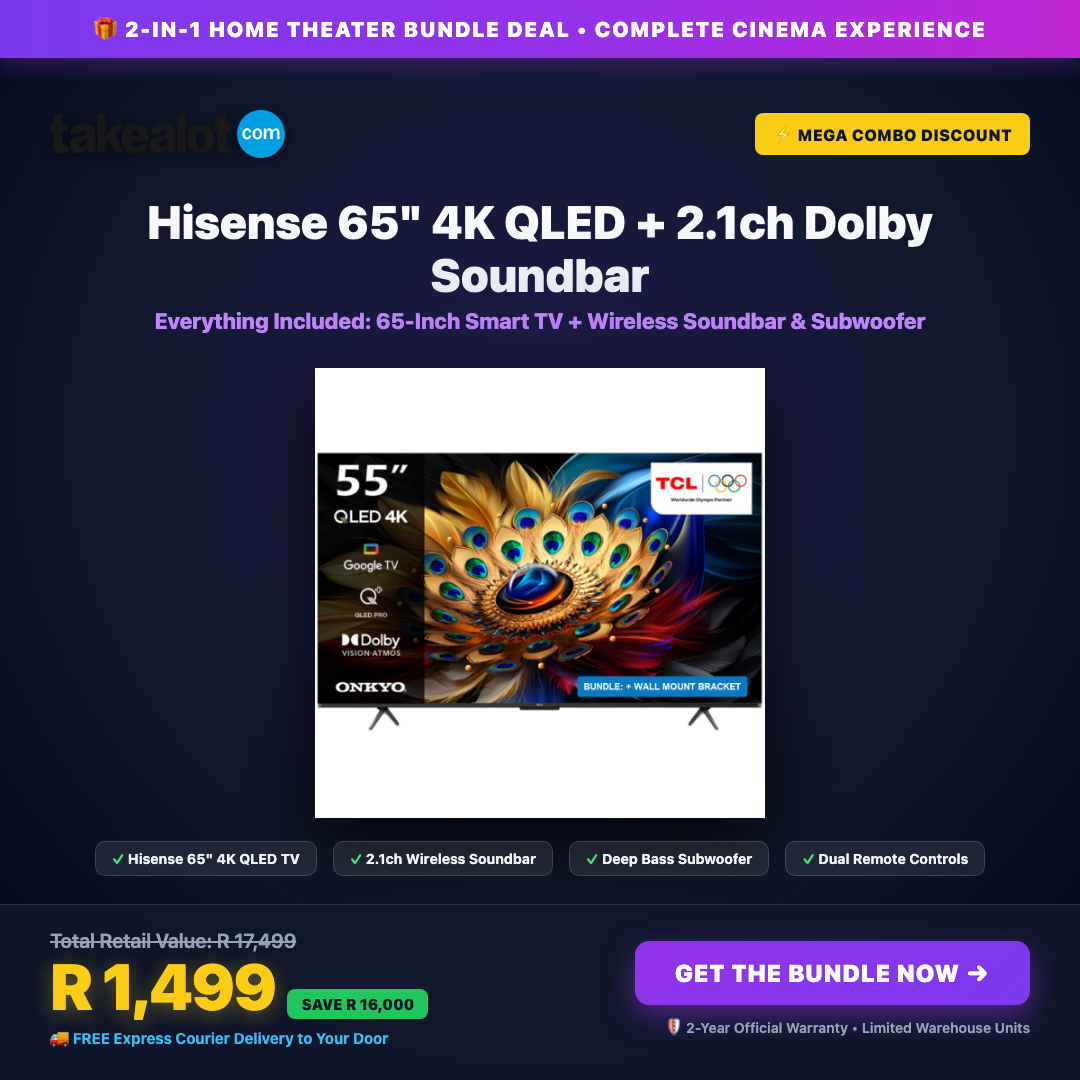 🎁 2-IN-1 HOME THEATER BUNDLE DEAL • COMPLETE CINEMA EXPERIENCE
takealot com
⚡ MEGA COMBO DISCOUNT
Hisense 65" 4K QLED + 2.1ch Dolby
Soundbar
Everything Included: 65-Inch Smart TV + Wireless Soundbar & Subwoofer
55”
QLED 4K
Google TV
Q+
QLED PRO
Dolby
VISION·ATMOS
ONKYO
TCL
Worldwide Olympic Partner
BUNDLE: + WALL MOUNT BRACKET
✓ Hisense 65" 4K QLED TV
✓ 2.1ch Wireless Soundbar
✓ Deep Bass Subwoofer
✓ Dual Remote Controls
Total Retail Value: R 17,499
R 1,499
SAVE R 16,000
🚚 FREE Express Courier Delivery to Your Door
GET THE BUNDLE NOW ➔
🛡️ 2-Year Official Warranty • Limited Warehouse Units